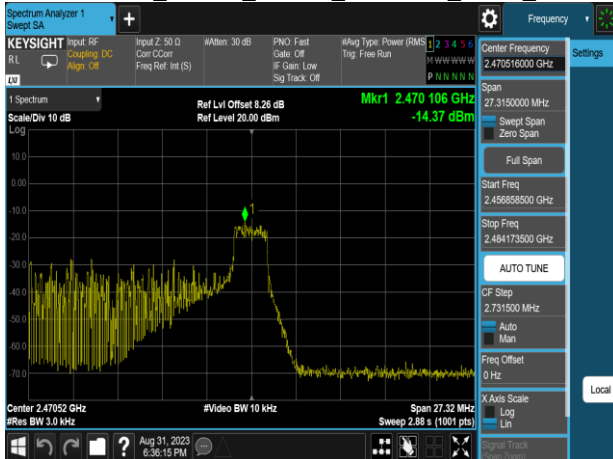 Spectrum Analyzer 1
Swept SA
Frequency
KEYSIGHT
RL
LXI
Input: RF
Coupling: DC
Align: Off
Input Z: 50 Ω
Corr CCorr
Freq Ref: Int (S)
#Atten: 30 dB
PNO: Fast
Gate: Off
IF Gain: Low
Sig Track: Off
#Avg Type: Power (RMS
Trig: Free Run
1 2 3 4 5 6
M W W W W W
P N N N N N
1 Spectrum
Scale/Div 10 dB
Log
Ref Lvl Offset 8.26 dB
Ref Level 20.00 dBm
Mkr1 2.470 106 GHz
-14.37 dBm
10.0
0.00
-10.0
-20.0
-30.0
-40.0
-50.0
-60.0
-70.0
1
Center 2.47052 GHz
#Res BW 3.0 kHz
#Video BW 10 kHz
Span 27.32 MHz
Sweep 2.88 s (1001 pts)
Center Frequency
2.470516000 GHz
Span
27.3150000 MHz
Swept Span
Zero Span
Full Span
Start Freq
2.456858500 GHz
Stop Freq
2.484173500 GHz
AUTO TUNE
CF Step
2.731500 MHz
Auto
Man
Freq Offset
0 Hz
X Axis Scale
Log
Lin
Signal Track
(Span Zoom)
Settings
Local
Aug 31, 2023
6:36:15 PM